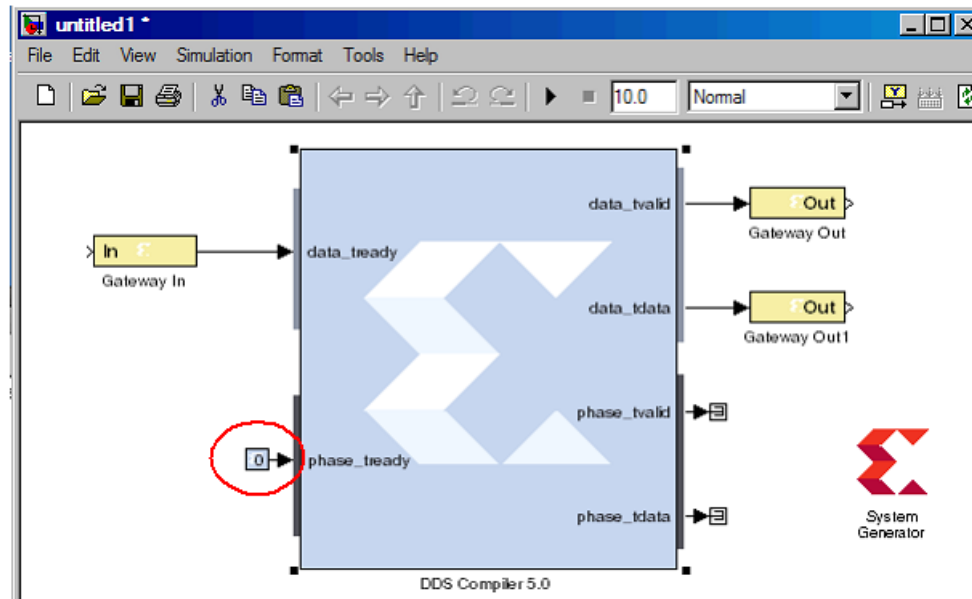 untitled1 *
File Edit View Simulation Format Tools Help
10.0 Normal
data_tvalid Out
Gateway Out
In data_tready
Gateway In
data_tdata Out
Gateway Out1
phase_tvalid
0 phase_tready
phase_tdata
System
Generator
DDS Compiler 5.0